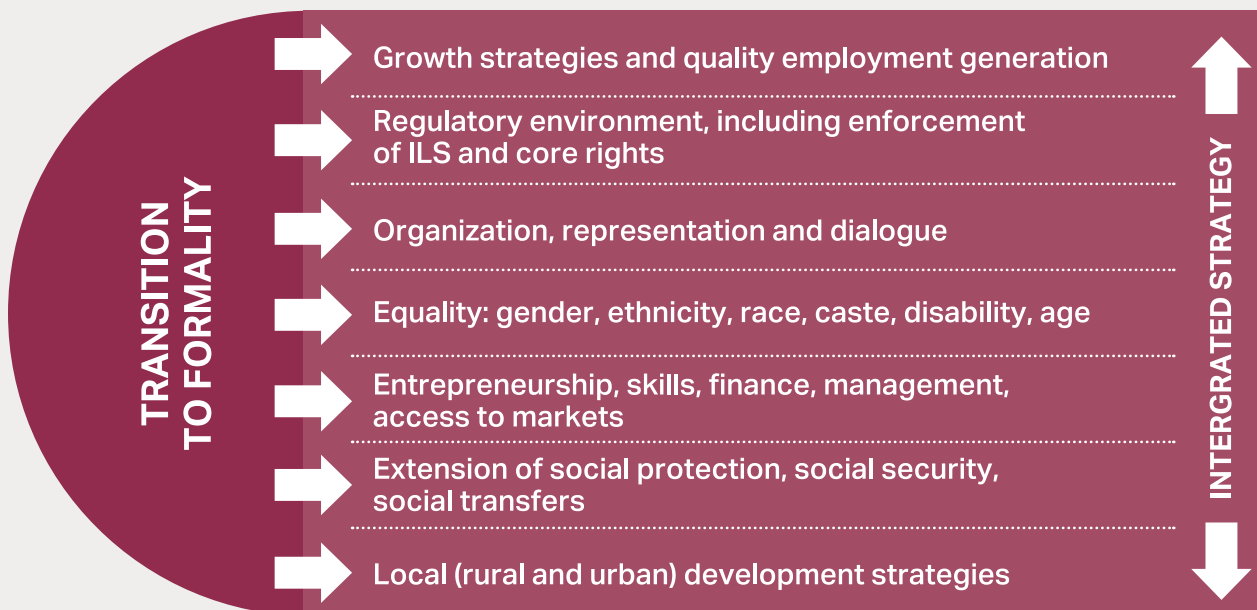 TRANSITION
TO FORMALITY
Growth strategies and quality employment generation
Regulatory environment, including enforcement
of ILS and core rights
Organization, representation and dialogue
Equality: gender, ethnicity, race, caste, disability, age
Entrepreneurship, skills, finance, management,
access to markets
Extension of social protection, social security,
social transfers
Local (rural and urban) development strategies
INTERGRATED STRATEGY